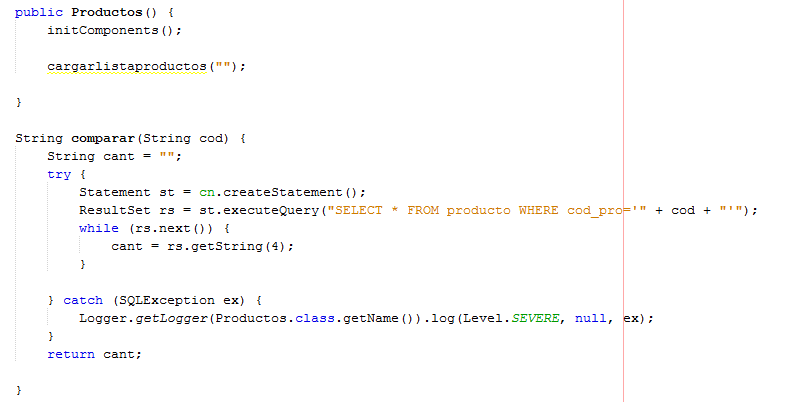 public Productos() {
initComponents();
cargarlistaproductos("");
}
String comparar(String cod) {
String cant = "";
try {
Statement st = cn.createStatement();
ResultSet rs = st.executeQuery("SELECT * FROM producto WHERE cod_pro='" + cod + "'");
while (rs.next()) {
cant = rs.getString(4);
}
} catch (SQLException ex) {
Logger.getLogger(Productos.class.getName()).log(Level.SEVERE, null, ex);
}
return cant;
}